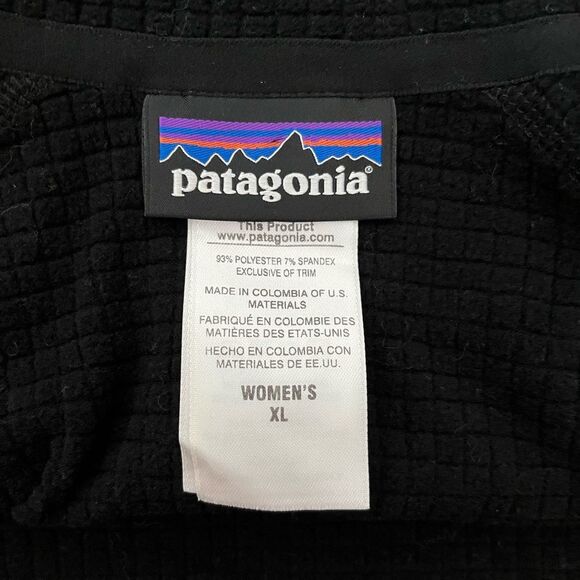 patagonia®
This Product
www.patagonia.com
93% POLYESTER 7% SPANDEX
EXCLUSIVE OF TRIM
MADE IN COLOMBIA OF U.S.
MATERIALS
FABRIQUÉ EN COLOMBIE DES
MATIÈRES DES ETATS-UNIS
HECHO EN COLOMBIA CON
MATERIALES DE EE.UU.
WOMEN'S
XL